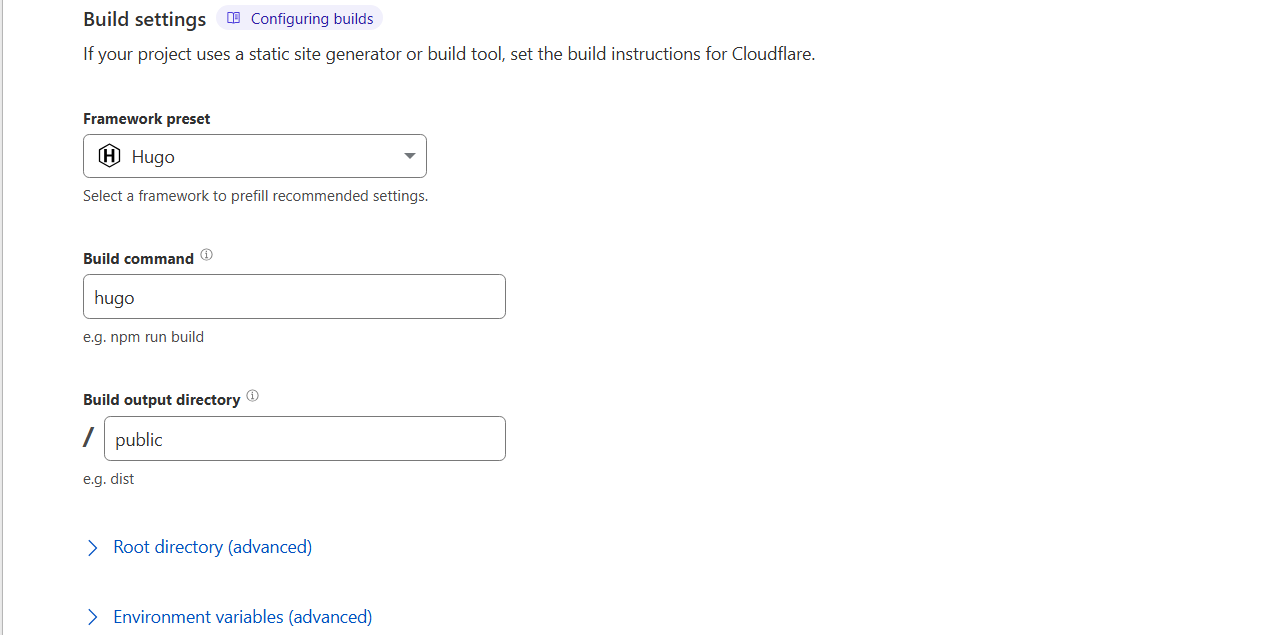 Build settings Configuring builds
If your project uses a static site generator or build tool, set the build instructions for Cloudflare.
Framework preset
Hugo
Select a framework to prefill recommended settings.
Build command
hugo
e.g. npm run build
Build output directory
/ public
e.g. dist
Root directory (advanced)
Environment variables (advanced)